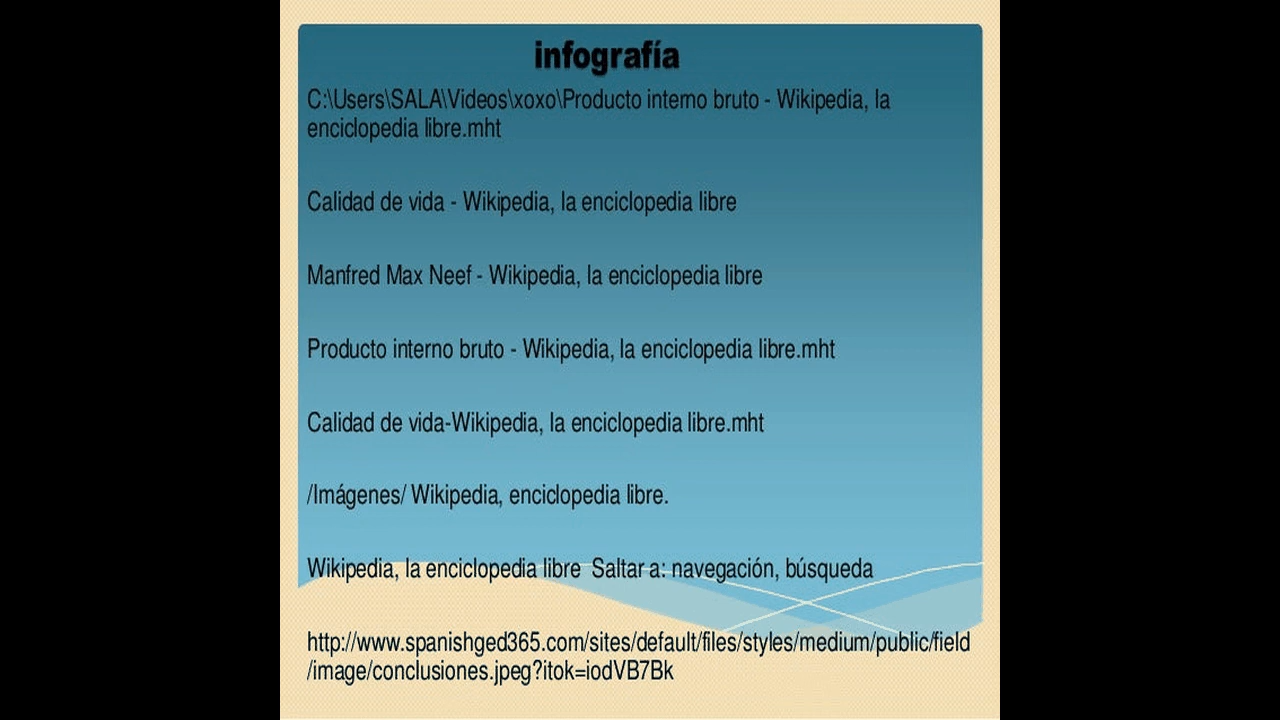 infografía
C:\Users\SALA\Videos\xoxo\Producto interno bruto - Wikipedia, la
enciclopedia libre.mht
Calidad de vida - Wikipedia, la enciclopedia libre
Manfred Max Neef - Wikipedia, la enciclopedia libre
Producto interno bruto - Wikipedia, la enciclopedia libre.mht
Calidad de vida-Wikipedia, la enciclopedia libre.mht
/Imágenes/ Wikipedia, enciclopedia libre.
Wikipedia, la enciclopedia libre  Saltar a: navegación, búsqueda
http://www.spanishged365.com/sites/default/files/styles/medium/public/field
/image/conclusiones.jpeg?itok=iodVB7Bk